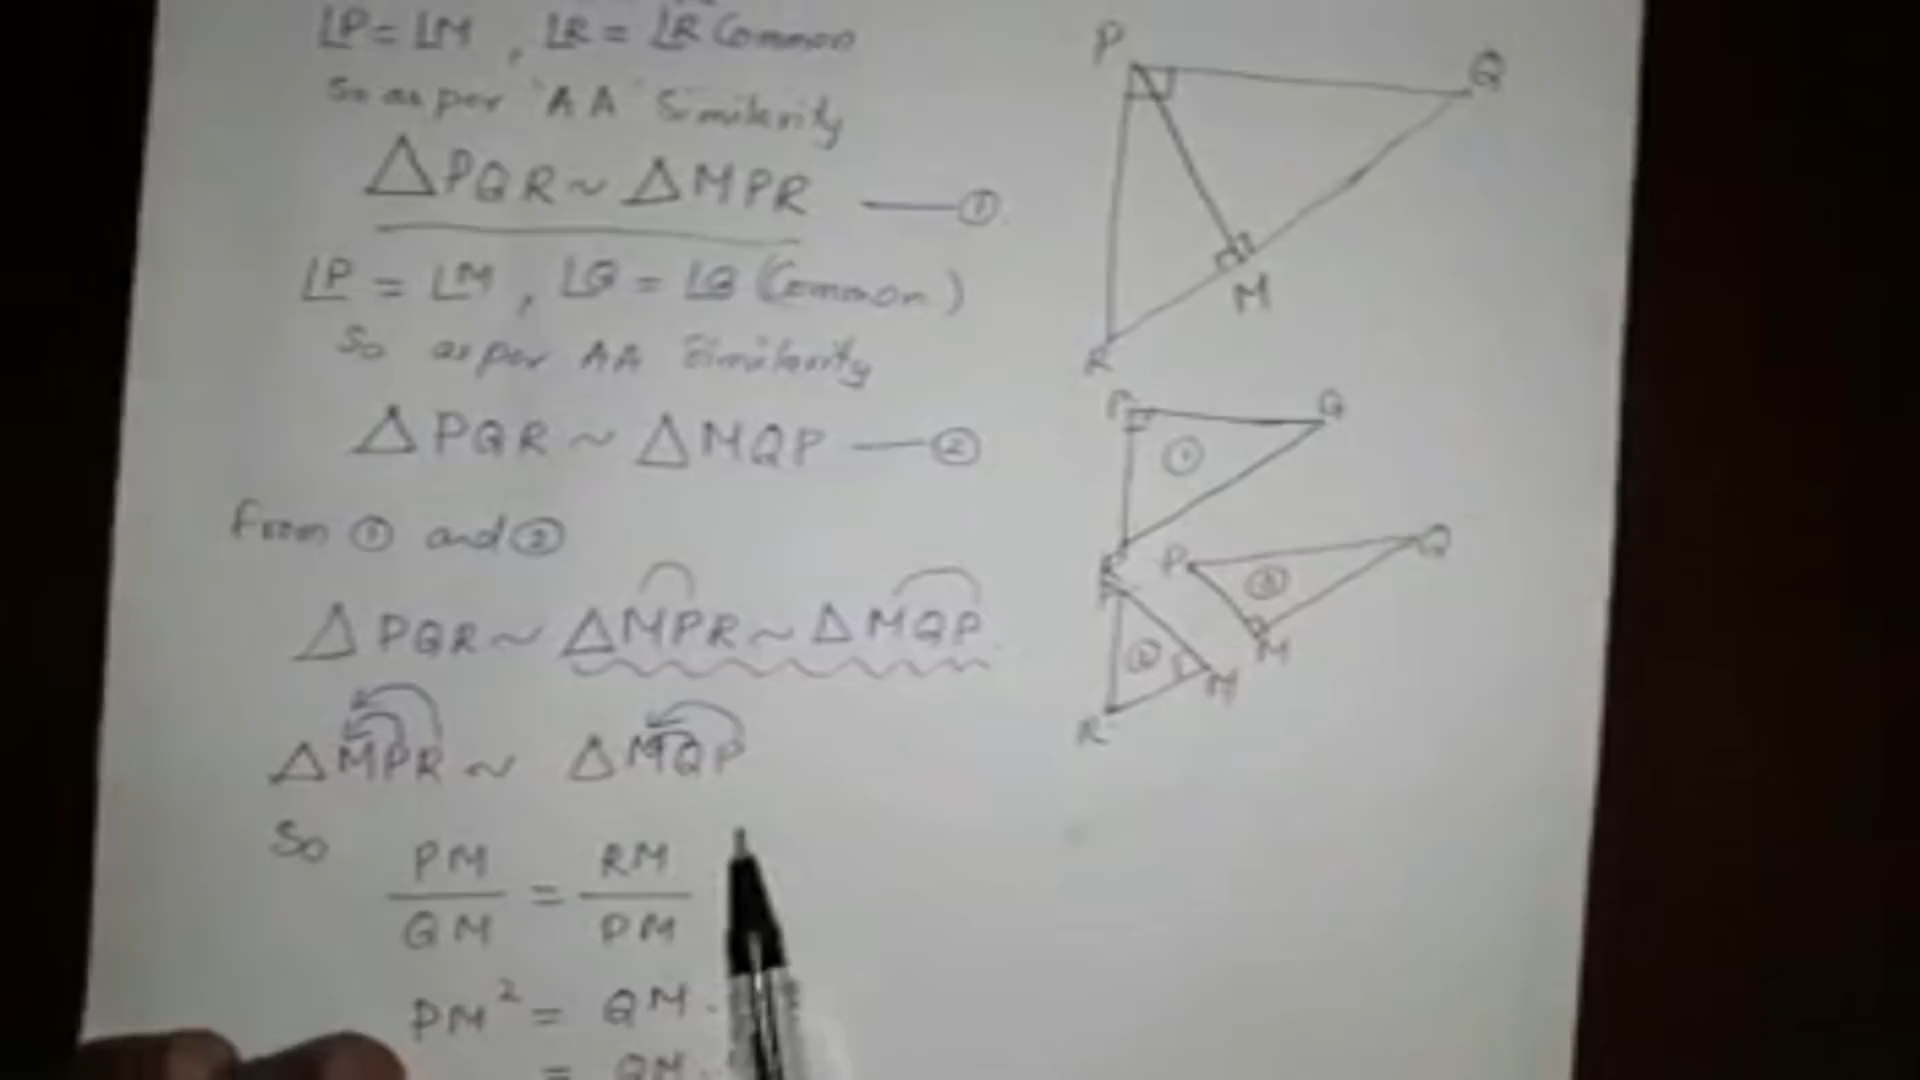 ∠P = ∠M , ∠R = ∠R Common
So as per 'AA' Similarity
△PQR ~ △MPR —①
∠P = ∠M , ∠Q = ∠Q (Common)
So as per AA Similarity
△PQR ~ △MQP —②
From ① and ②
△PQR ~ △MPR ~ △MQP
△MPR ~ △MQP
So
PM/QM = RM/PM
PM² = QM .
= QM .
P
Q
M
R
P
Q
①
R
P
Q
③
M
P
②
M
R